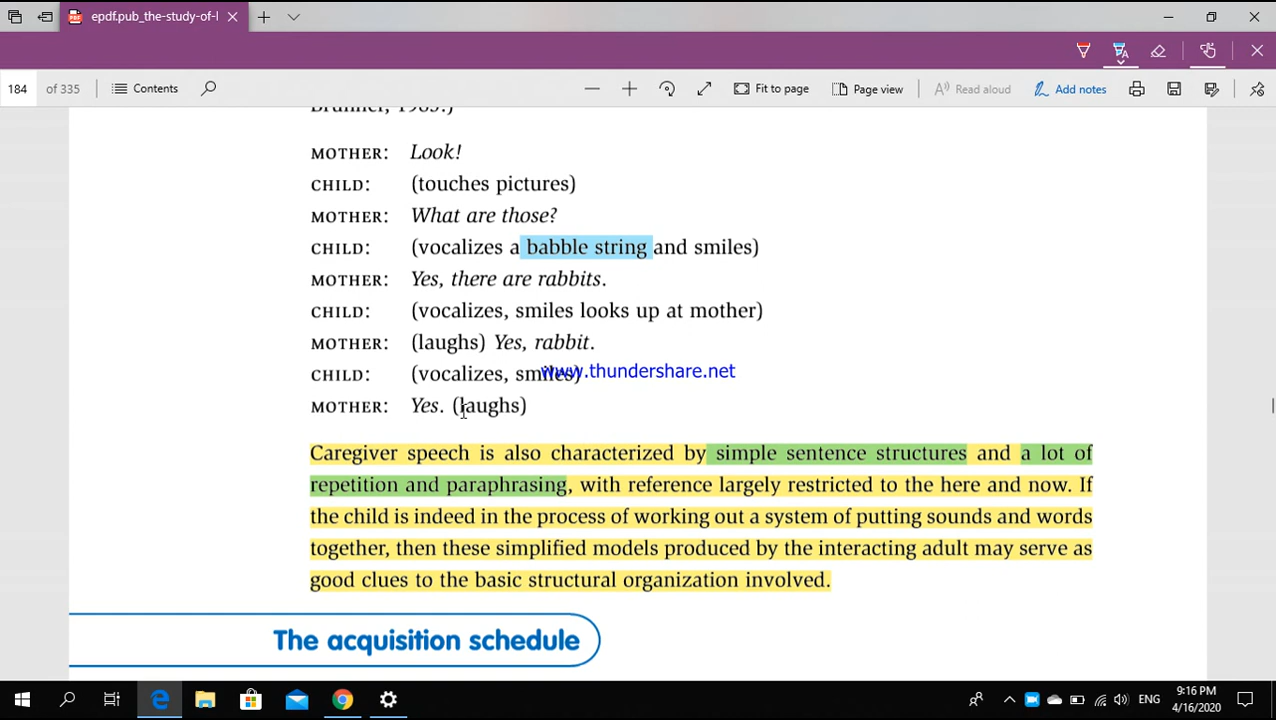 epdf.pub_the-study-of-l
184 of 335 Contents Fit to page Page view Read aloud Add notes
Brunner, 1983.)
MOTHER: Look!
CHILD: (touches pictures)
MOTHER: What are those?
CHILD: (vocalizes a babble string and smiles)
MOTHER: Yes, there are rabbits.
CHILD: (vocalizes, smiles looks up at mother)
MOTHER: (laughs) Yes, rabbit.
CHILD: (vocalizes, smiles)
www.thundershare.net
MOTHER: Yes. (laughs)
Caregiver speech is also characterized by simple sentence structures and a lot of
repetition and paraphrasing, with reference largely restricted to the here and now. If
the child is indeed in the process of working out a system of putting sounds and words
together, then these simplified models produced by the interacting adult may serve as
good clues to the basic structural organization involved.
The acquisition schedule
ENG
9:16 PM
4/16/2020